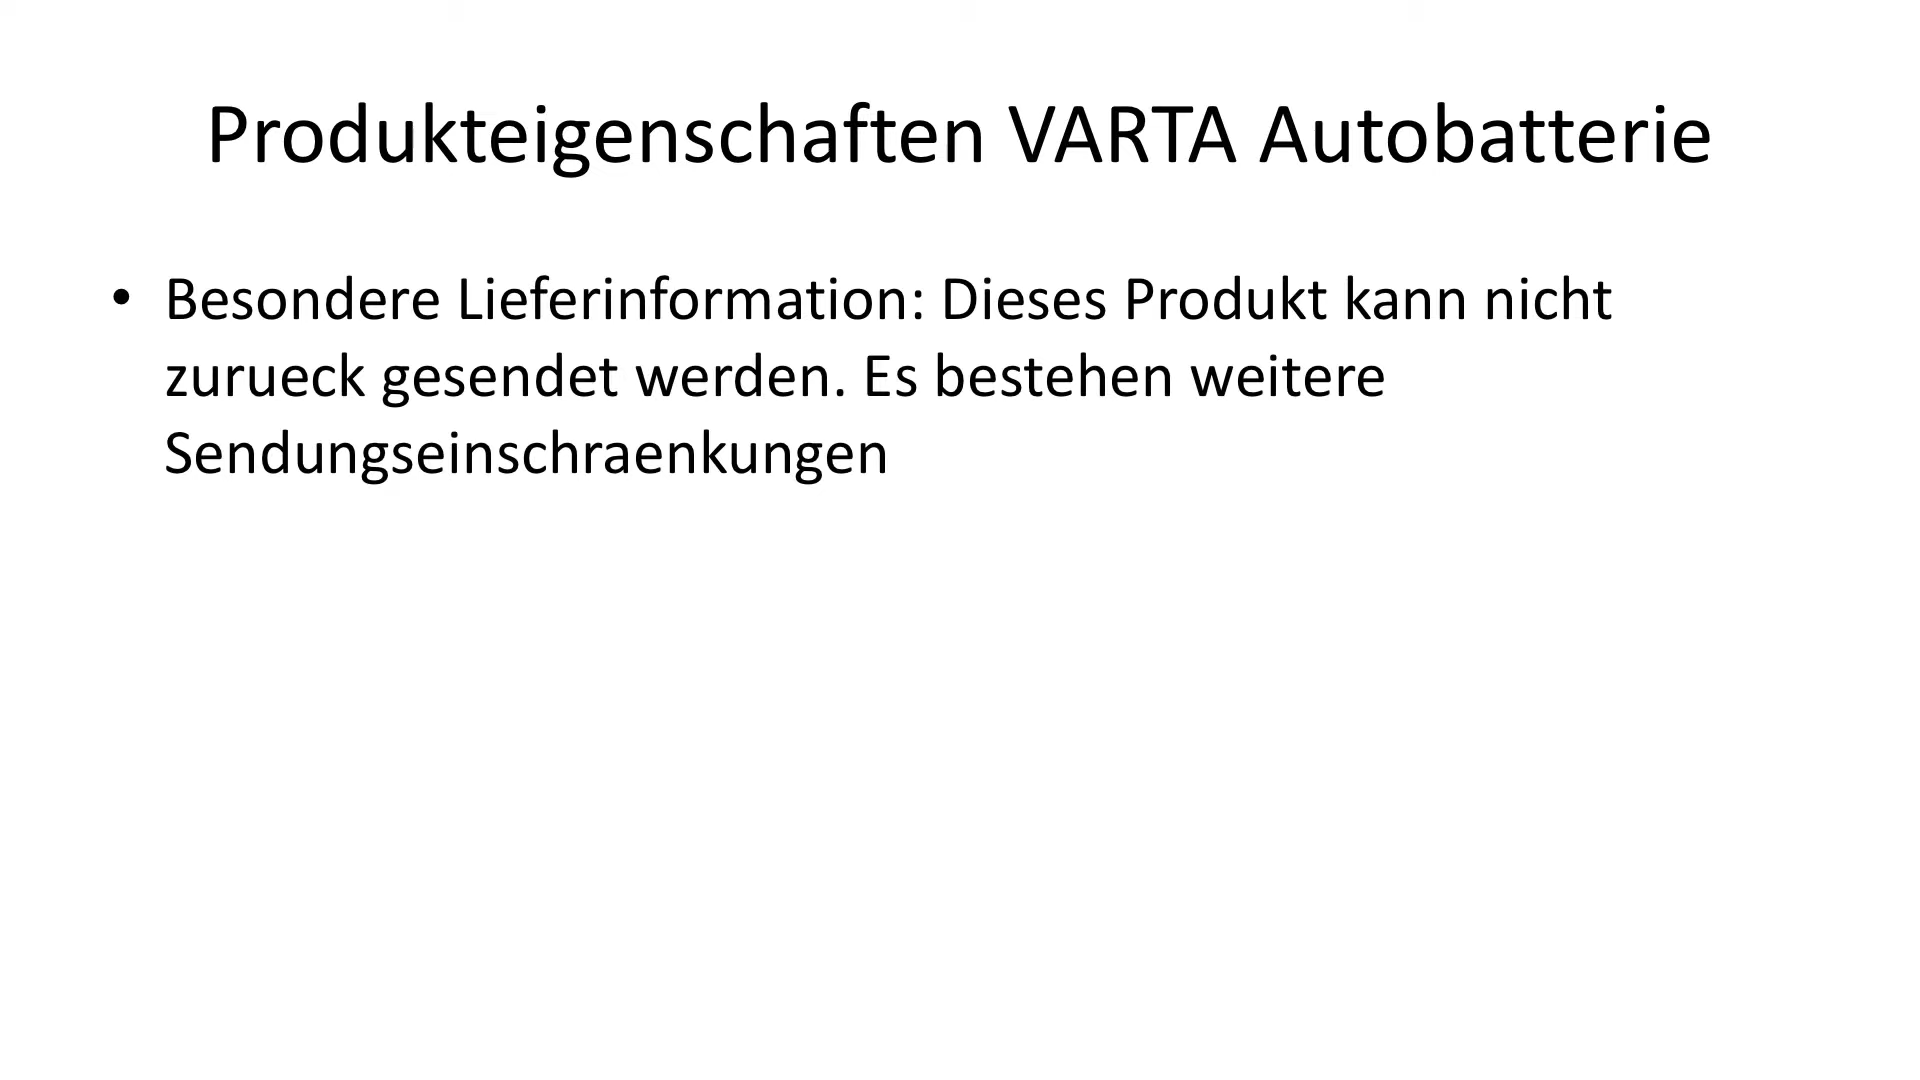 Produkteigenschaften VARTA Autobatterie
• Besondere Lieferinformation: Dieses Produkt kann nicht
zurueck gesendet werden. Es bestehen weitere
Sendungseinschraenkungen